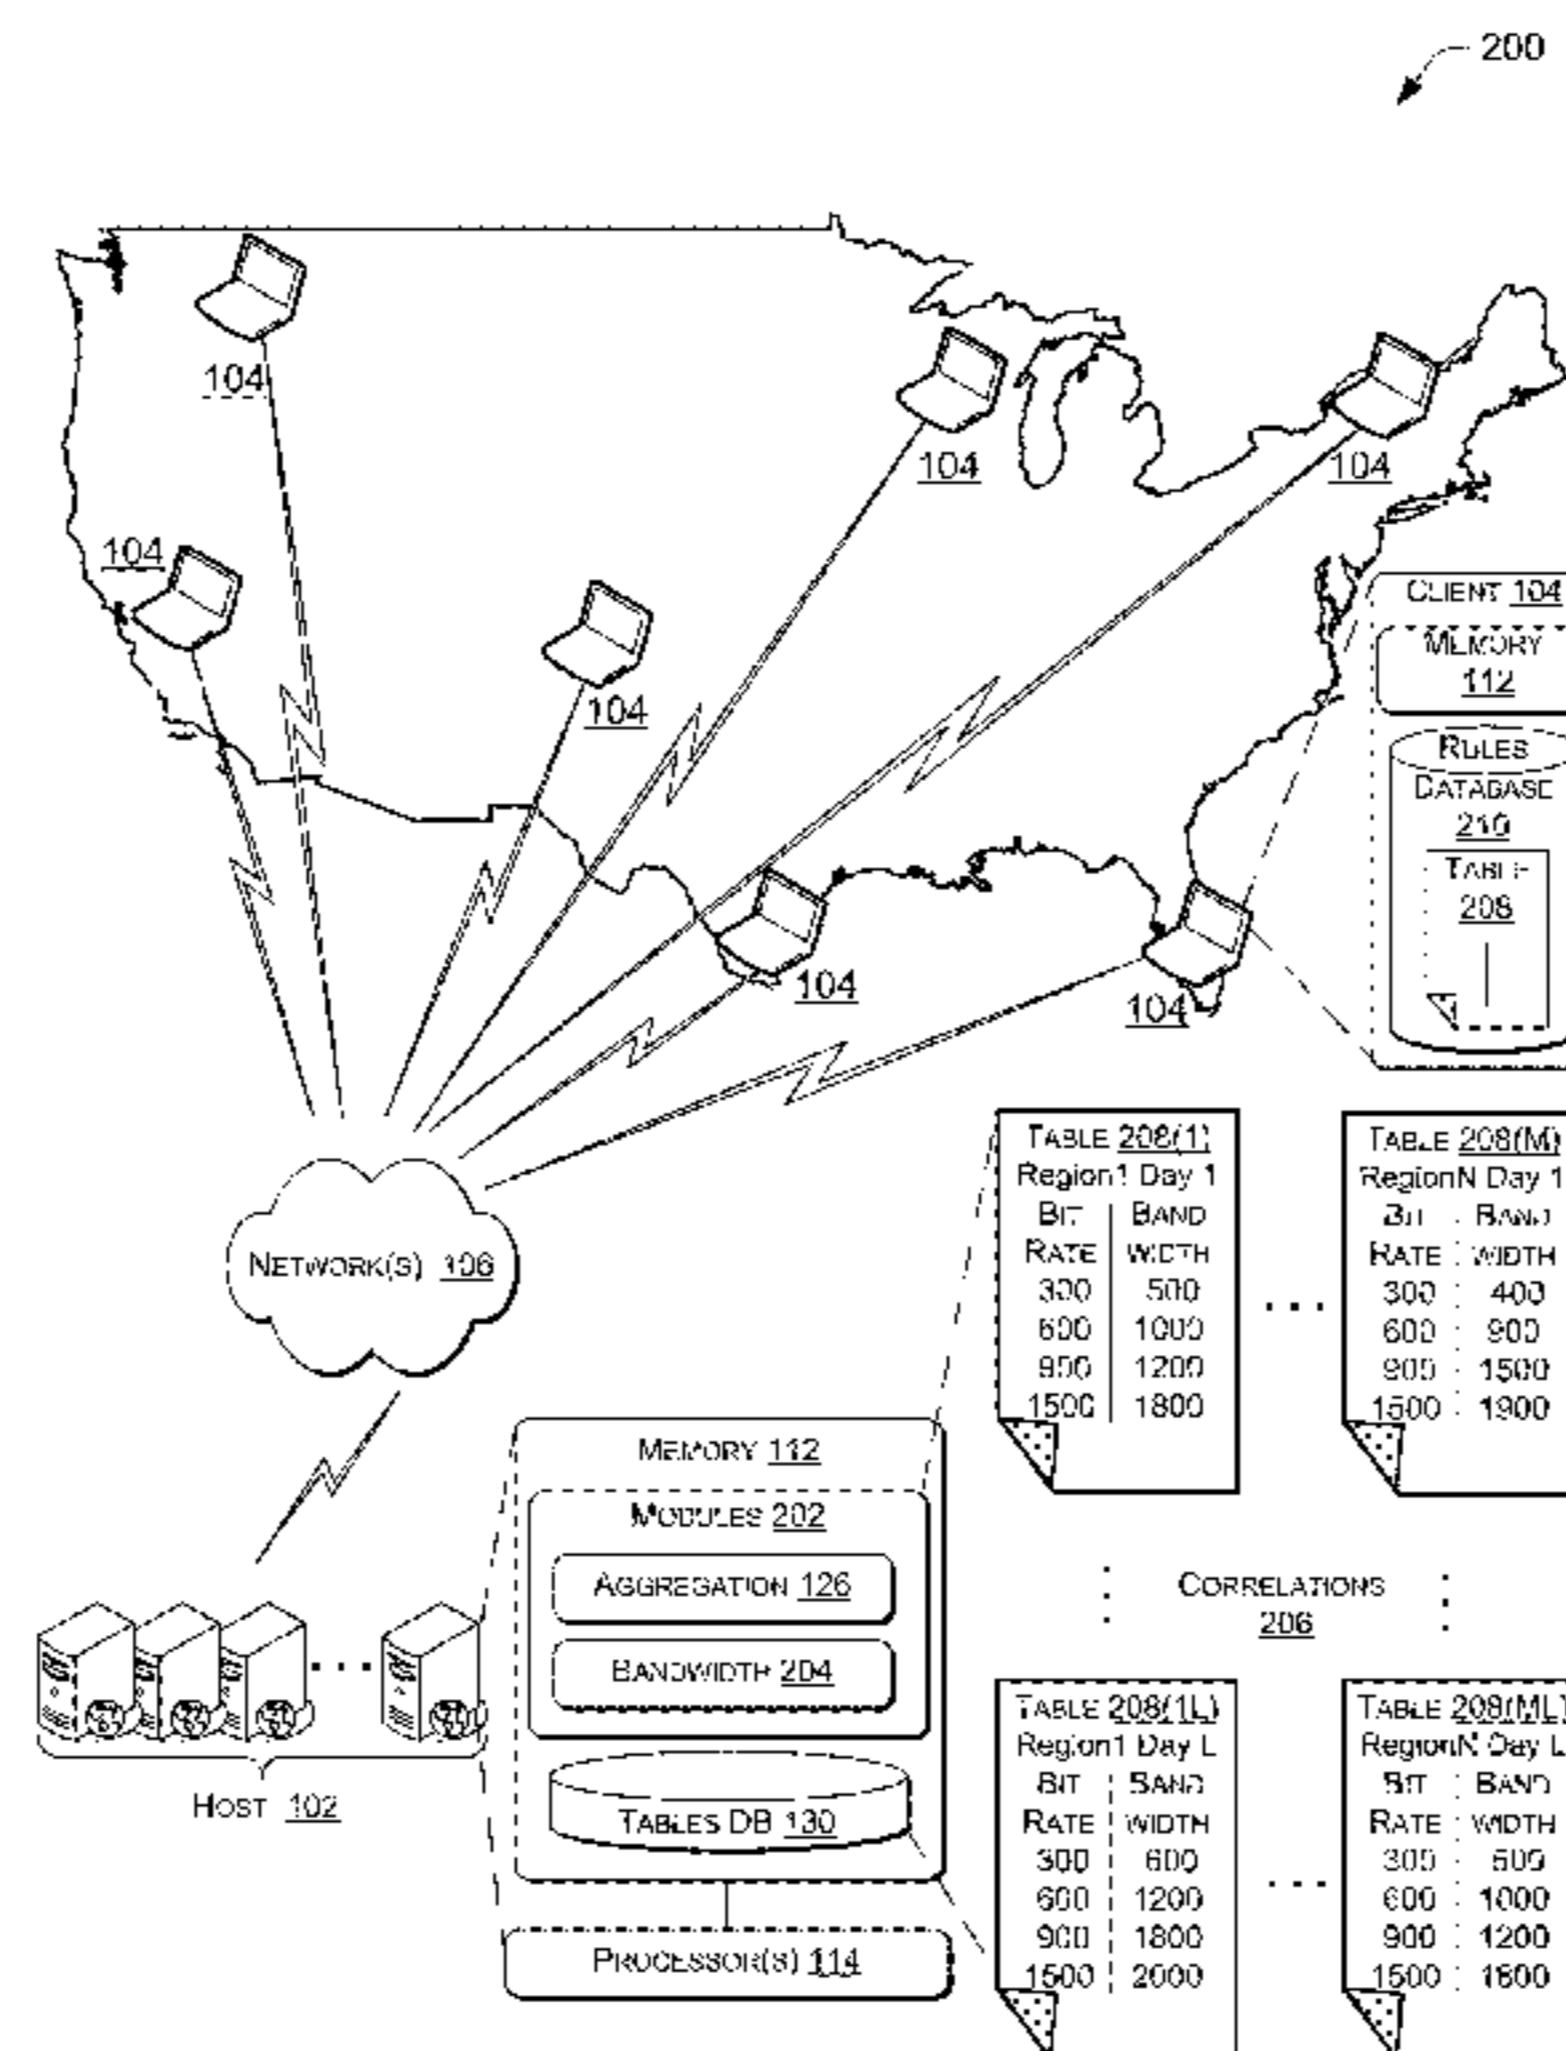 200
104
104
104
104
104
104
104
CLIENT 104
MEMORY
112
RULES
DATABASE
210
TABLE
208
NETWORK(S) 106
HOST 102
MEMORY 112
MODULES 202
AGGREGATION 126
BANDWIDTH 204
TABLES DB 130
PROCESSOR(S) 114
TABLE 208(1)
Region1 Day 1
BIT BAND
RATE WIDTH
300 500
600 1000
900 1200
1500 1800
...
TABLE 208(M)
RegionN Day 1
BIT BAND
RATE WIDTH
300 400
600 900
900 1500
1500 1900
CORRELATIONS
206
TABLE 208(1L)
Region1 Day L
BIT BAND
RATE WIDTH
300 600
600 1200
900 1800
1500 2000
...
TABLE 208(ML)
RegionN Day L
BIT BAND
RATE WIDTH
300 500
600 1000
900 1200
1500 1800